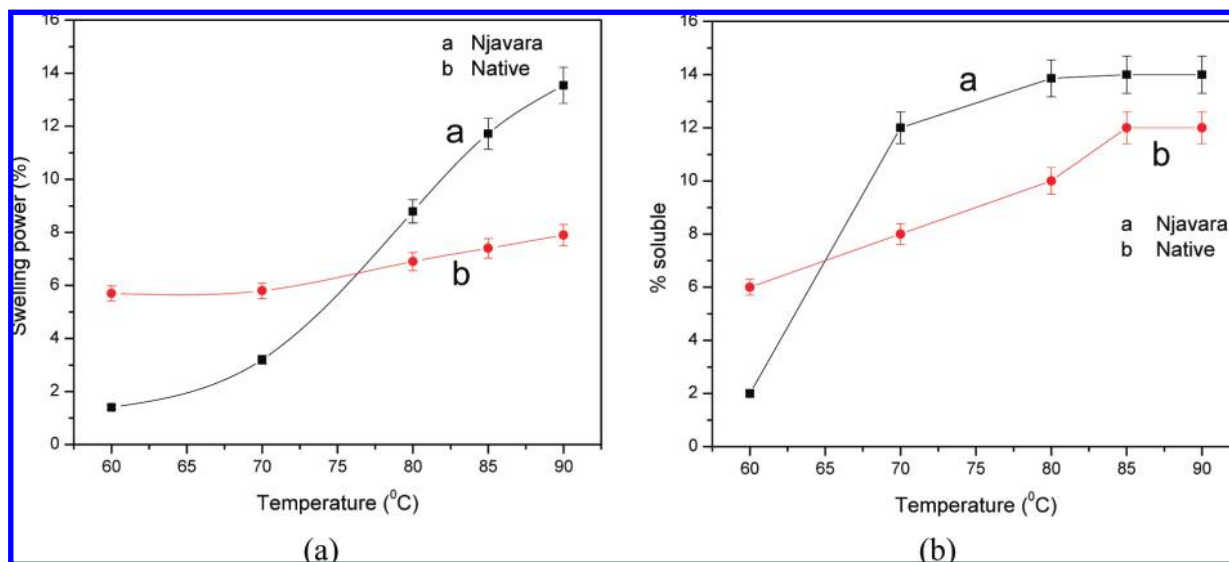 16
14
12
10
8
6
4
2
0
Swelling power (%)
a Njavara
b Native
a
b
60 65 70 75 80 85 90
Temperature (⁰C)
(a)
16
14
12
10
8
6
4
2
0
% soluble
a
b
a Njavara
b Native
60 65 70 75 80 85 90
Temperature (⁰C)
(b)